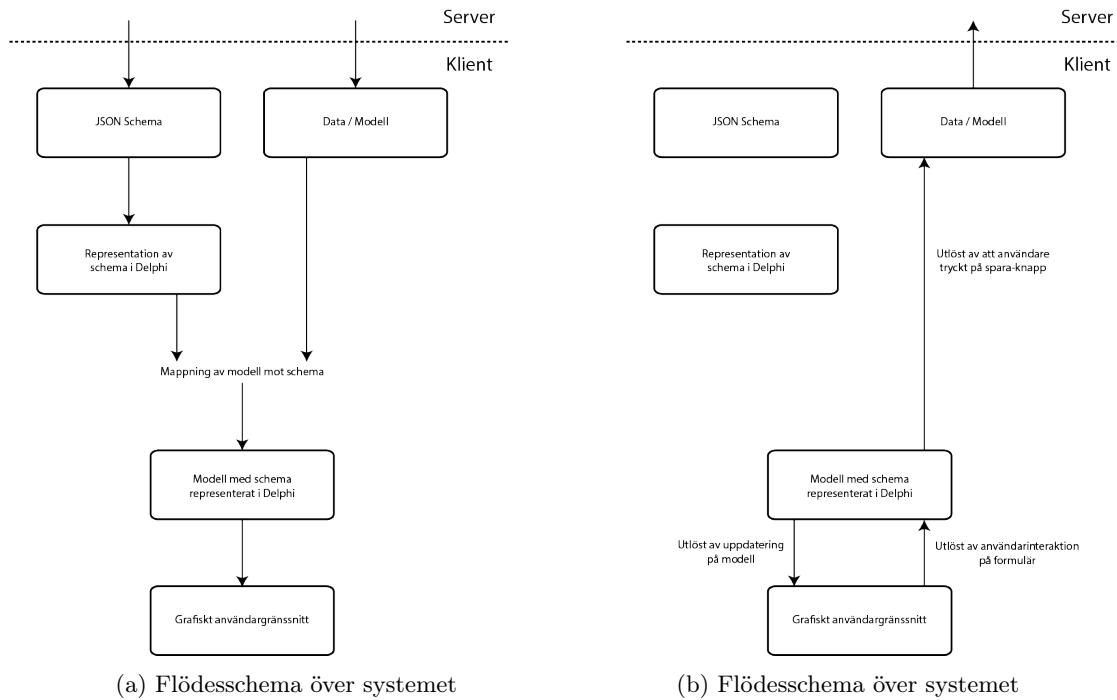 Server
Klient
JSON Schema
Data / Modell
Representation av
schema i Delphi
Mappning av modell mot schema
Modell med schema
representerat i Delphi
Grafiskt användargränssnitt
(a) Flödesschema över systemet
Server
Klient
JSON Schema
Data / Modell
Representation av
schema i Delphi
Utlöst av att användare
tryckt på spara-knapp
Modell med schema
representerat i Delphi
Utlöst av uppdatering
på modell
Utlöst av användarinteraktion
på formulär
Grafiskt användargränssnitt
(b) Flödesschema över systemet